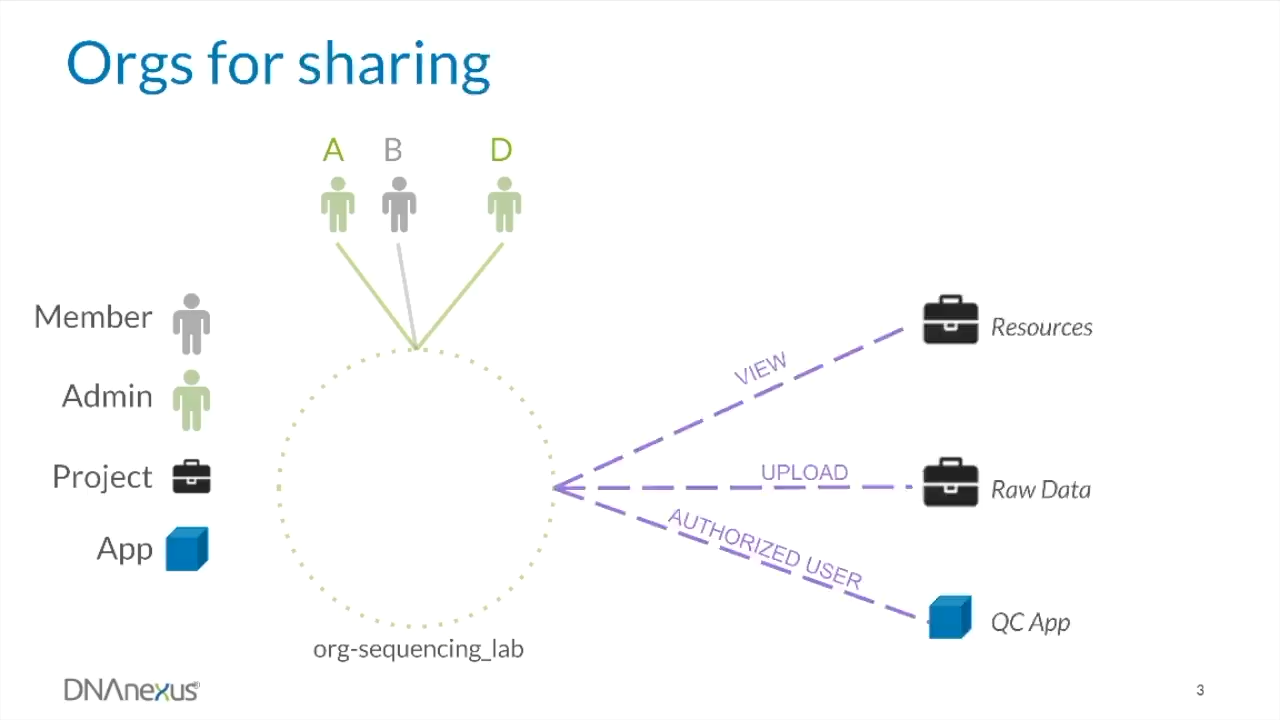 Orgs for sharing
A B D
Member
Admin
Project
App
VIEW
UPLOAD
AUTHORIZED USER
Resources
Raw Data
QC App
org-sequencing_lab
DNAnexus®
3